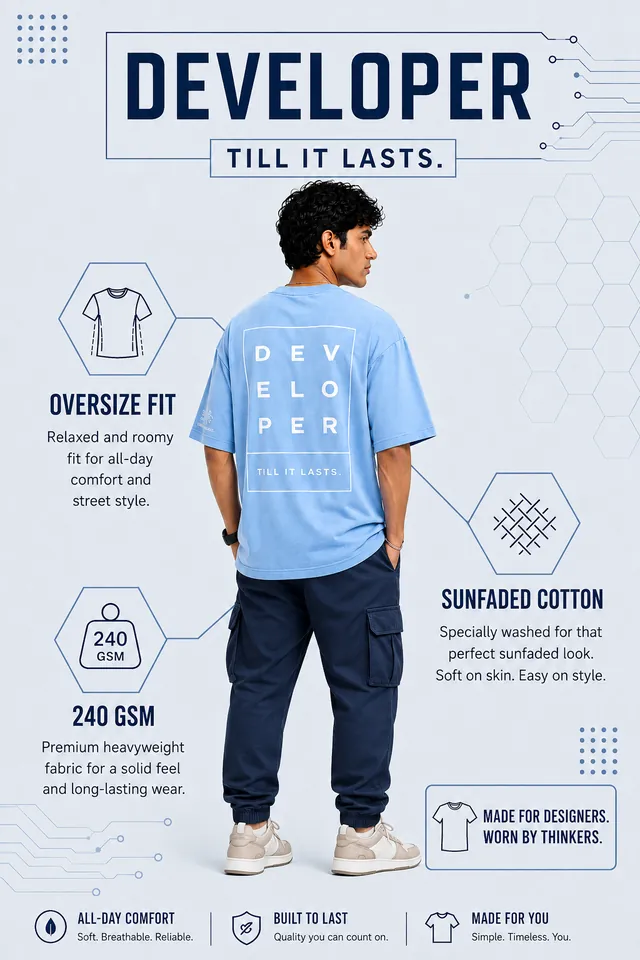 DEVELOPER
TILL IT LASTS.
DEV
ELO
PER
TILL IT LASTS.
OVERSIZE FIT
Relaxed and roomy
fit for all-day
comfort and
street style.
SUNFADED COTTON
Specially washed for that
perfect sunfaded look.
Soft on skin. Easy on style.
240
GSM
240 GSM
Premium heavyweight
fabric for a solid feel
and long-lasting wear.
MADE FOR DESIGNERS.
WORN BY THINKERS.
ALL-DAY COMFORT
Soft. Breathable. Reliable.
BUILT TO LAST
Quality you can count on.
MADE FOR YOU
Simple. Timeless. You.